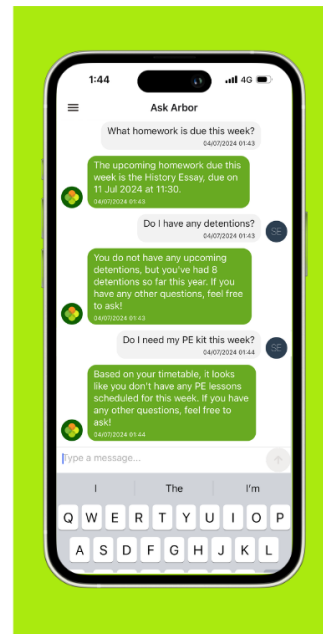 1:44 4G
Ask Arbor
What homework is due this week?
04/07/2024 01:43
The upcoming homework due this
week is the History Essay, due on
11 Jul 2024 at 11:30.
04/07/2024 01:43
Do I have any detentions?
04/07/2024 01:43
SE
You do not have any upcoming
detentions, but you've had 8
detentions so far this year. If you
have any other questions, feel free
to ask!
04/07/2024 01:43
Do I need my PE kit this week?
04/07/2024 01:44
SE
Based on your timetable, it looks
like you don't have any PE lessons
scheduled for this week. If you have
any other questions, feel free to
ask!
04/07/2024 01:44
Type a message...
I The I'm
Q W E R T Y U I O P
A S D F G H J K L